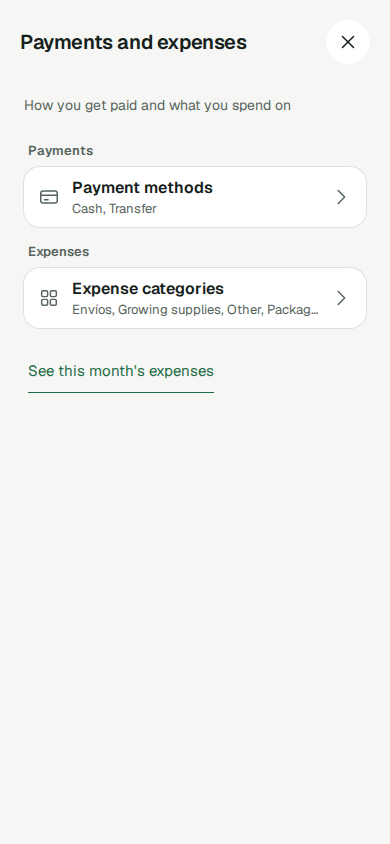 Payments and expenses
How you get paid and what you spend on
Payments
Payment methods
Cash, Transfer
Expenses
Expense categories
Envíos, Growing supplies, Other, Packag…
See this month's expenses